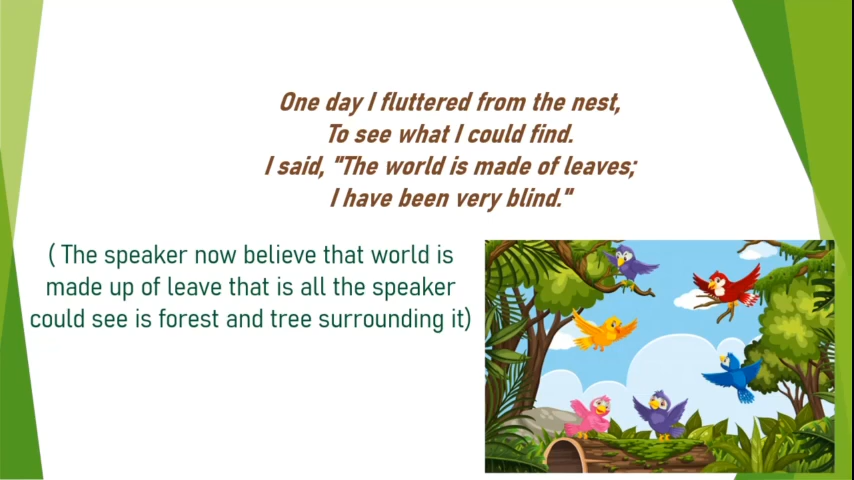 One day I fluttered from the nest,
To see what I could find.
I said, "The world is made of leaves;
I have been very blind."
( The speaker now believe that world is
made up of leave that is all the speaker
could see is forest and tree surrounding it)